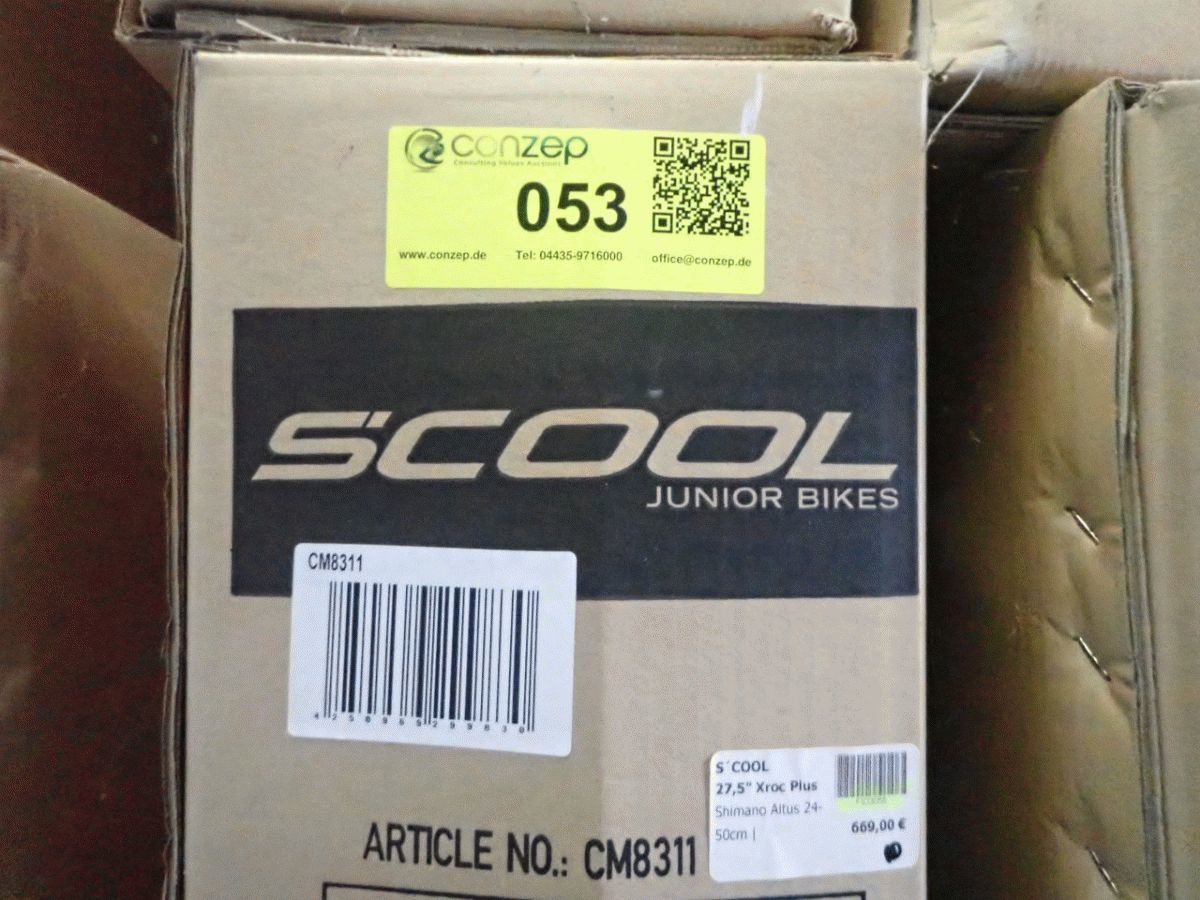 conzep
Consulting Values Auctions
053
www.conzep.de Tel: 04435-9716000 office@conzep.de
S'COOL
JUNIOR BIKES
CM8311
S´COOL
27,5" Xroc Plus
Shimano Altus 24-
50cm |
669,00 €
ARTICLE NO.: CM8311